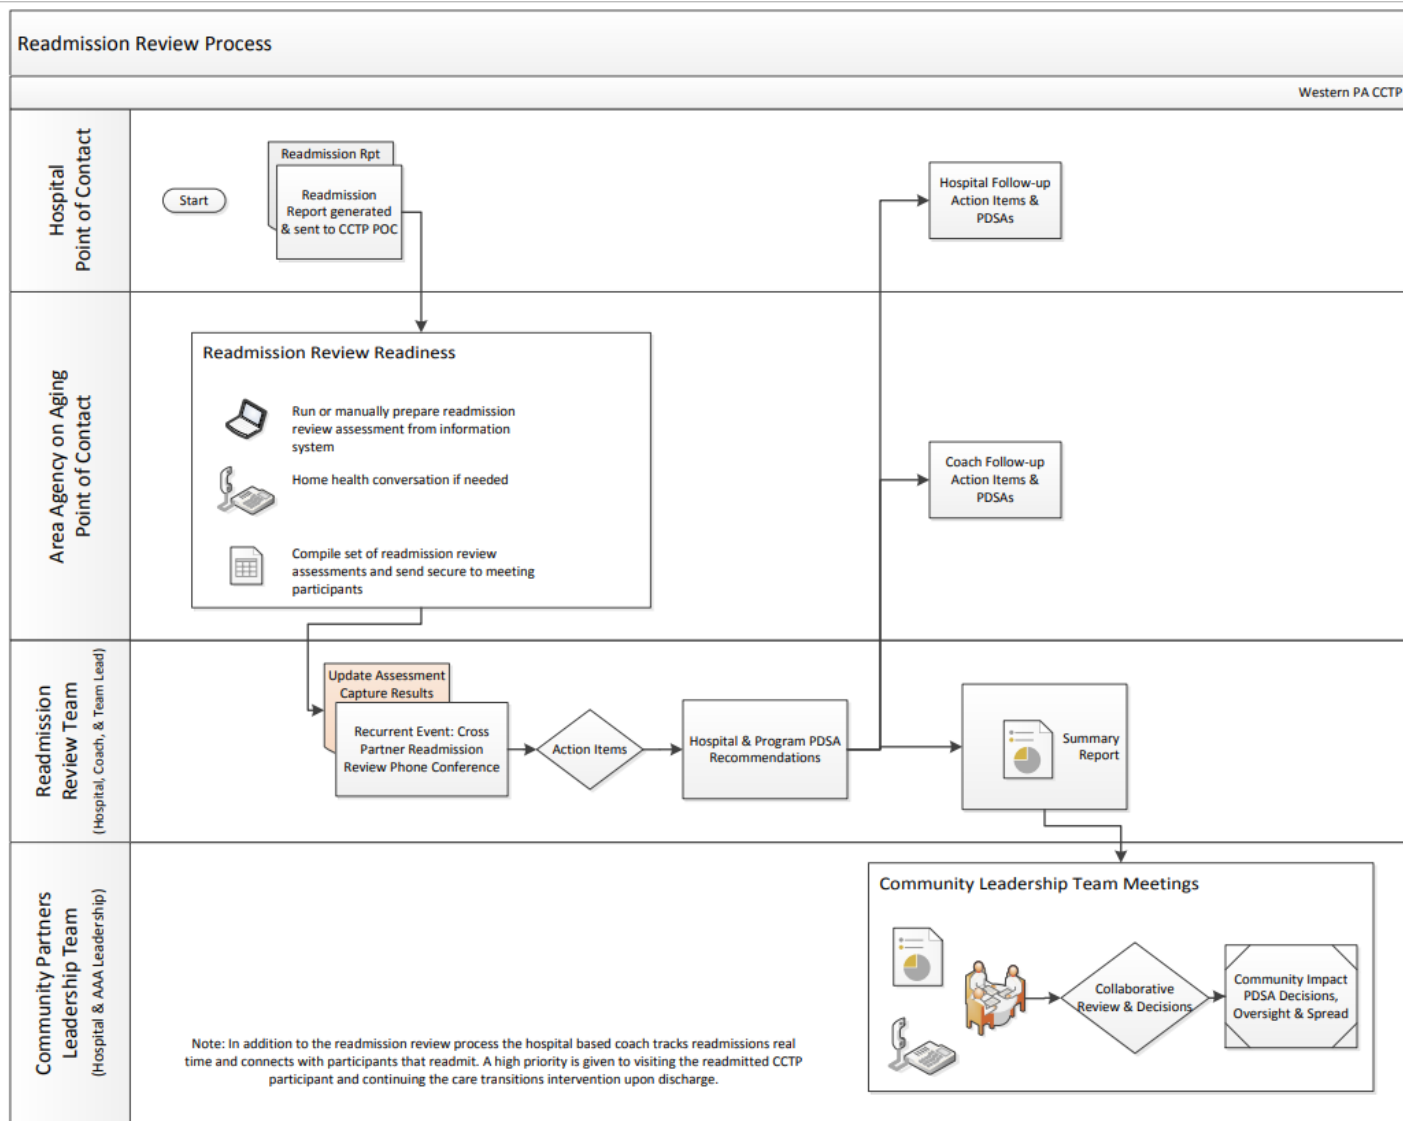 Readmission Review Process
Western PA CCTP
Hospital
Point of Contact
Start
Readmission Rpt
Readmission
Report generated
& sent to CCTP POC
Hospital Follow-up
Action Items &
PDSAs
Area Agency on Aging
Point of Contact
Readmission Review Readiness
Run or manually prepare readmission
review assessment from information
system
Home health conversation if needed
Compile set of readmission review
assessments and send secure to meeting
participants
Coach Follow-up
Action Items &
PDSAs
Readmission
Review Team
(Hospital, Coach, & Team Lead)
Update Assessment
Capture Results
Recurrent Event: Cross
Partner Readmission
Review Phone Conference
Action Items
Hospital & Program PDSA
Recommendations
Summary
Report
Community Partners
Leadership Team
(Hospital & AAA Leadership)
Note: In addition to the readmission review process the hospital based coach tracks readmissions real
time and connects with participants that readmit. A high priority is given to visiting the readmitted CCTP
participant and continuing the care transitions intervention upon discharge.
Community Leadership Team Meetings
Collaborative
Review & Decisions
Community Impact
PDSA Decisions,
Oversight & Spread